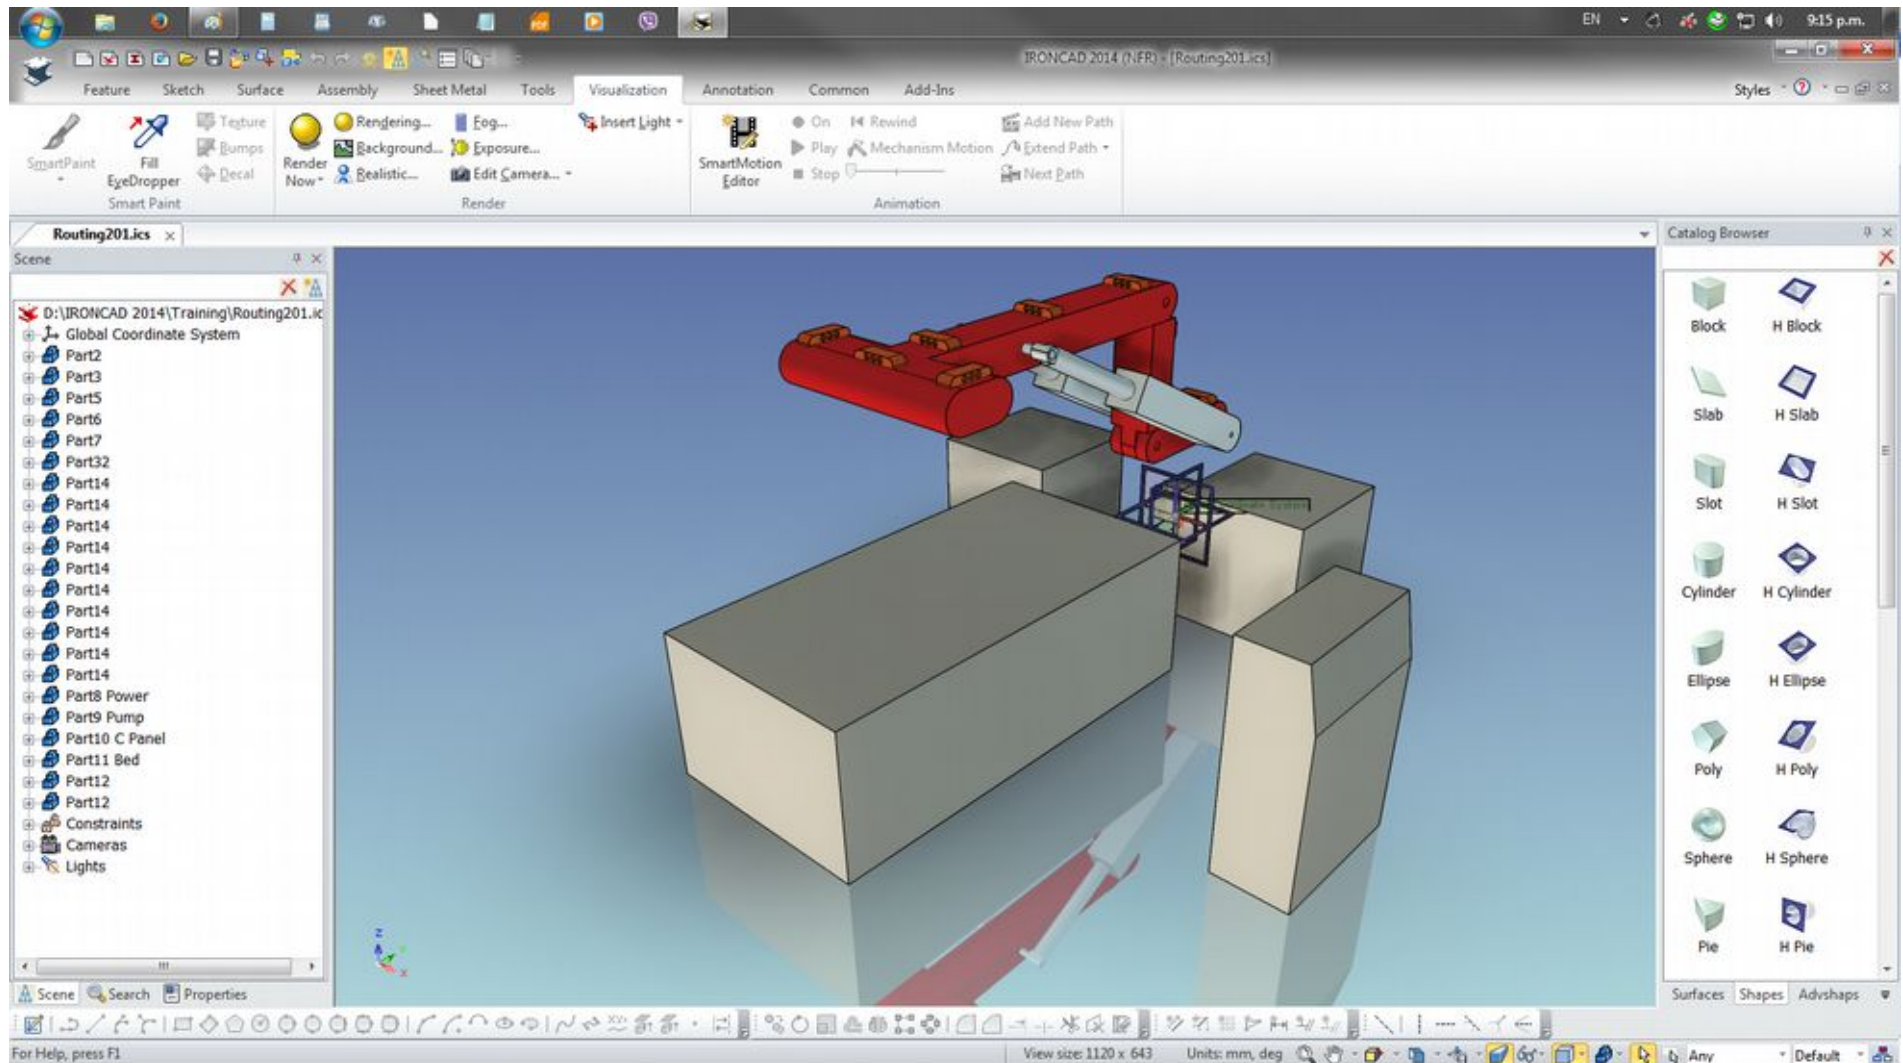 EN 9:15 p.m.
IRONCAD 2014 (NFR) - [Routing201.ics]
Feature Sketch Surface Assembly Sheet Metal Tools Visualization Annotation Common Add-Ins Styles
SmartPaint
Fill EyeDropper
Texture
Bumps
Decal
Smart Paint
Render Now
Rendering...
Background...
Realistic...
Fog...
Exposure...
Edit Camera...
Render
Insert Light
SmartMotion Editor
On
Play
Stop
Rewind
Mechanism Motion
Add New Path
Extend Path
Next Path
Animation
Routing201.ics
Scene
D:\IRONCAD 2014\Training\Routing201.ic
Global Coordinate System
Part2
Part3
Part5
Part6
Part7
Part32
Part14
Part14
Part14
Part14
Part14
Part14
Part14
Part14
Part14
Part14
Part8 Power
Part9 Pump
Part10 C Panel
Part11 Bed
Part12
Part12
Constraints
Cameras
Lights
Scene Search Properties
Z
X
Catalog Browser
Block H Block
Slab H Slab
Slot H Slot
Cylinder H Cylinder
Ellipse H Ellipse
Poly H Poly
Sphere H Sphere
Pie H Pie
Surfaces Shapes Advshaps
For Help, press F1
View size: 1120 x 643 Units: mm, deg Any Default